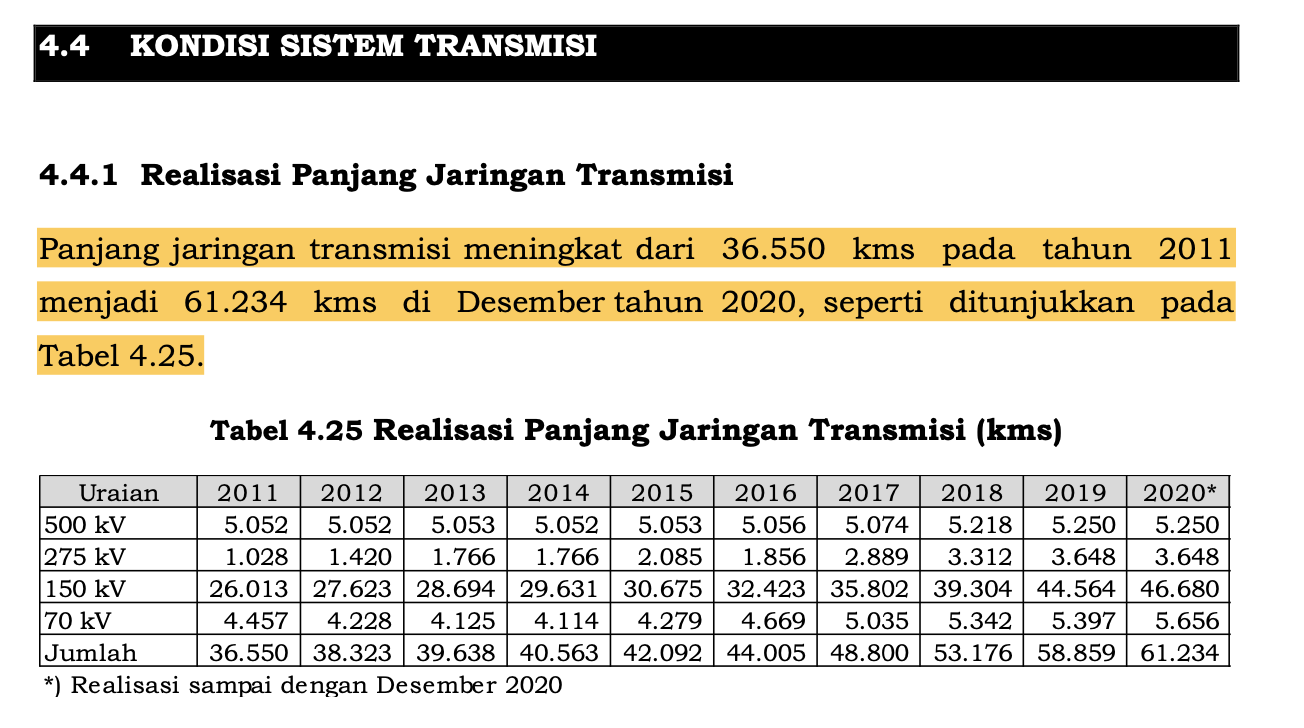 4.4 KONDISI SISTEM TRANSMISI
4.4.1 Realisasi Panjang Jaringan Transmisi
Panjang jaringan transmisi meningkat dari 36.550 kms pada tahun 2011
menjadi 61.234 kms di Desember tahun 2020, seperti ditunjukkan pada
Tabel 4.25.
Tabel 4.25 Realisasi Panjang Jaringan Transmisi (kms)
Uraian 2011 2012 2013 2014 2015 2016 2017 2018 2019 2020*
500 kV 5.052 5.052 5.053 5.052 5.053 5.056 5.074 5.218 5.250 5.250
275 kV 1.028 1.420 1.766 1.766 2.085 1.856 2.889 3.312 3.648 3.648
150 kV 26.013 27.623 28.694 29.631 30.675 32.423 35.802 39.304 44.564 46.680
70 kV 4.457 4.228 4.125 4.114 4.279 4.669 5.035 5.342 5.397 5.656
Jumlah 36.550 38.323 39.638 40.563 42.092 44.005 48.800 53.176 58.859 61.234
*) Realisasi sampai dengan Desember 2020